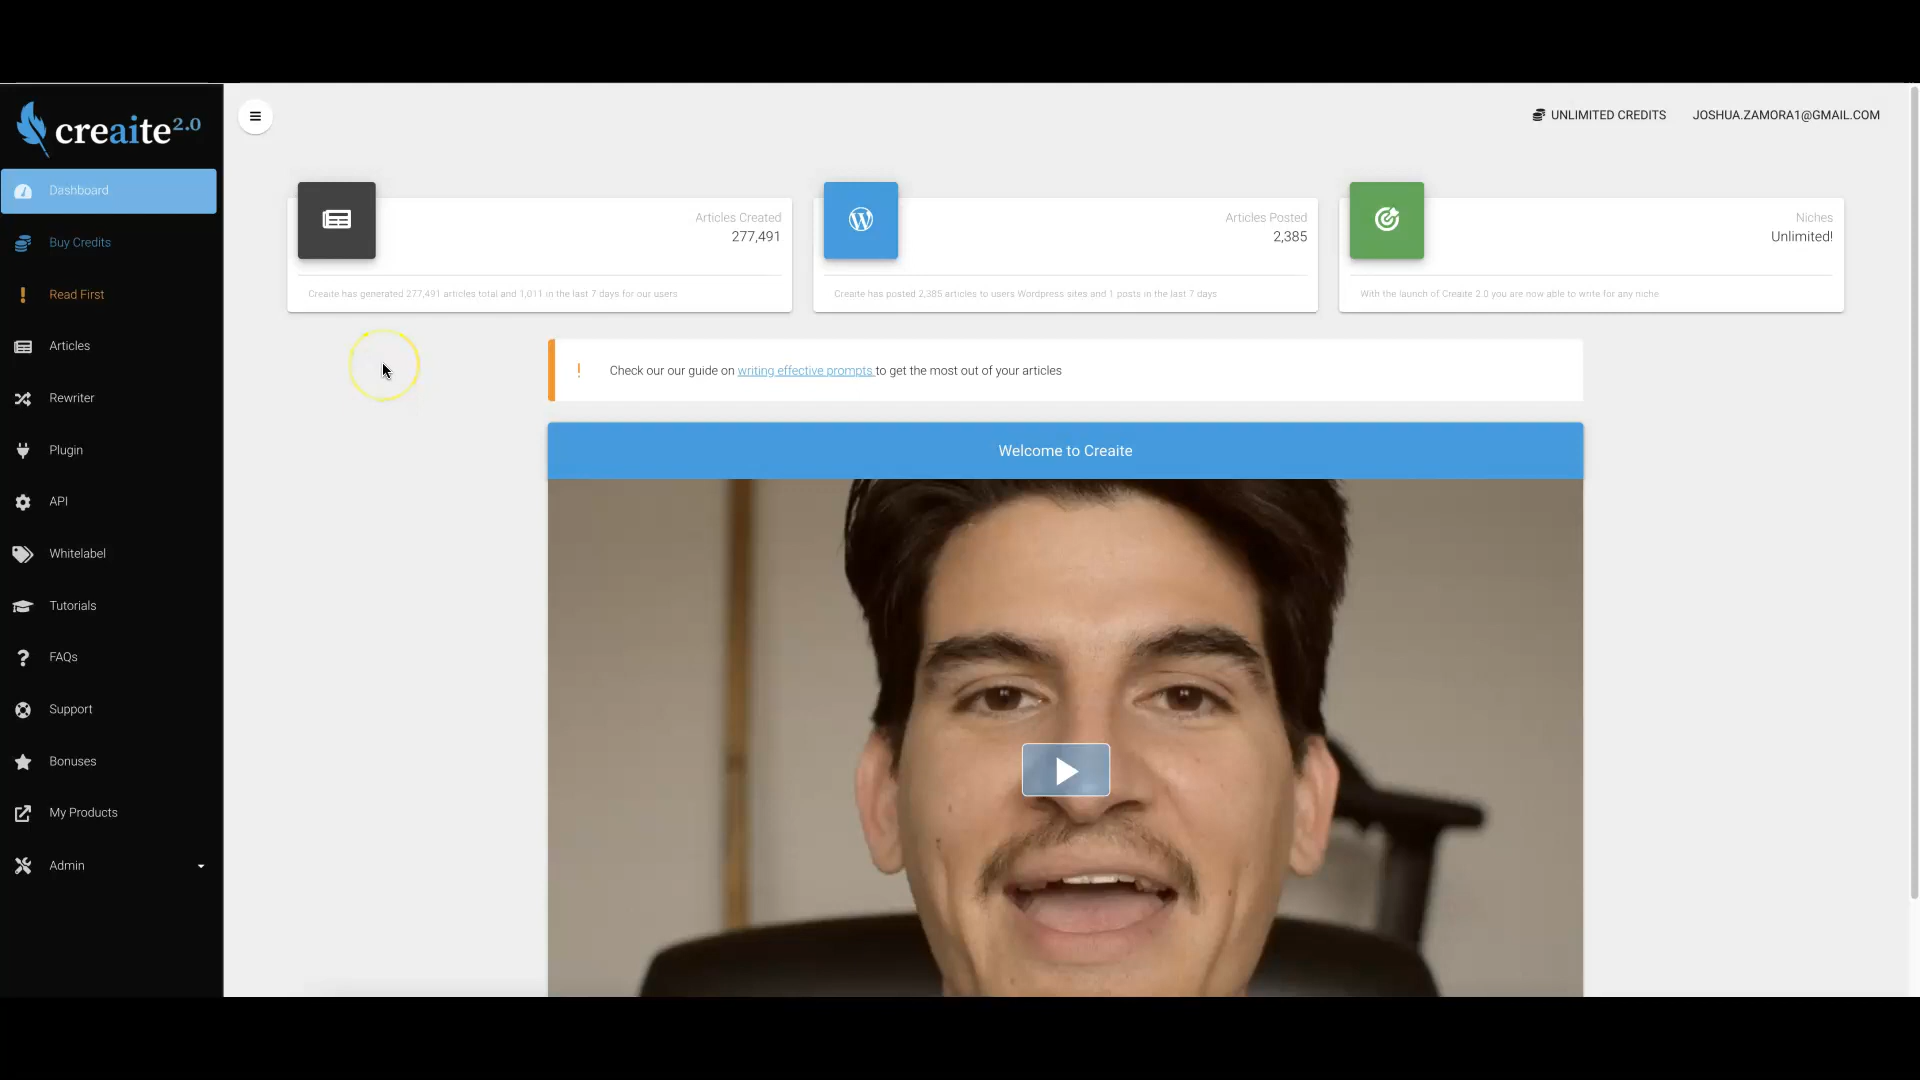 creaite2.0
UNLIMITED CREDITS
JOSHUA.ZAMORA1@GMAIL.COM
Dashboard
Buy Credits
Read First
Articles
Rewriter
Plugin
API
Whitelabel
Tutorials
FAQs
Support
Bonuses
My Products
Admin
Articles Created
277,491
Creaite has generated 277,491 articles total and 1,011 in the last 7 days for our users
Articles Posted
2,385
Creaite has posted 2,385 articles to users Wordpress sites and 1 posts in the last 7 days
Niches
Unlimited!
With the launch of Creaite 2.0 you are now able to write for any niche
! Check our our guide on writing effective prompts to get the most out of your articles
Welcome to Creaite